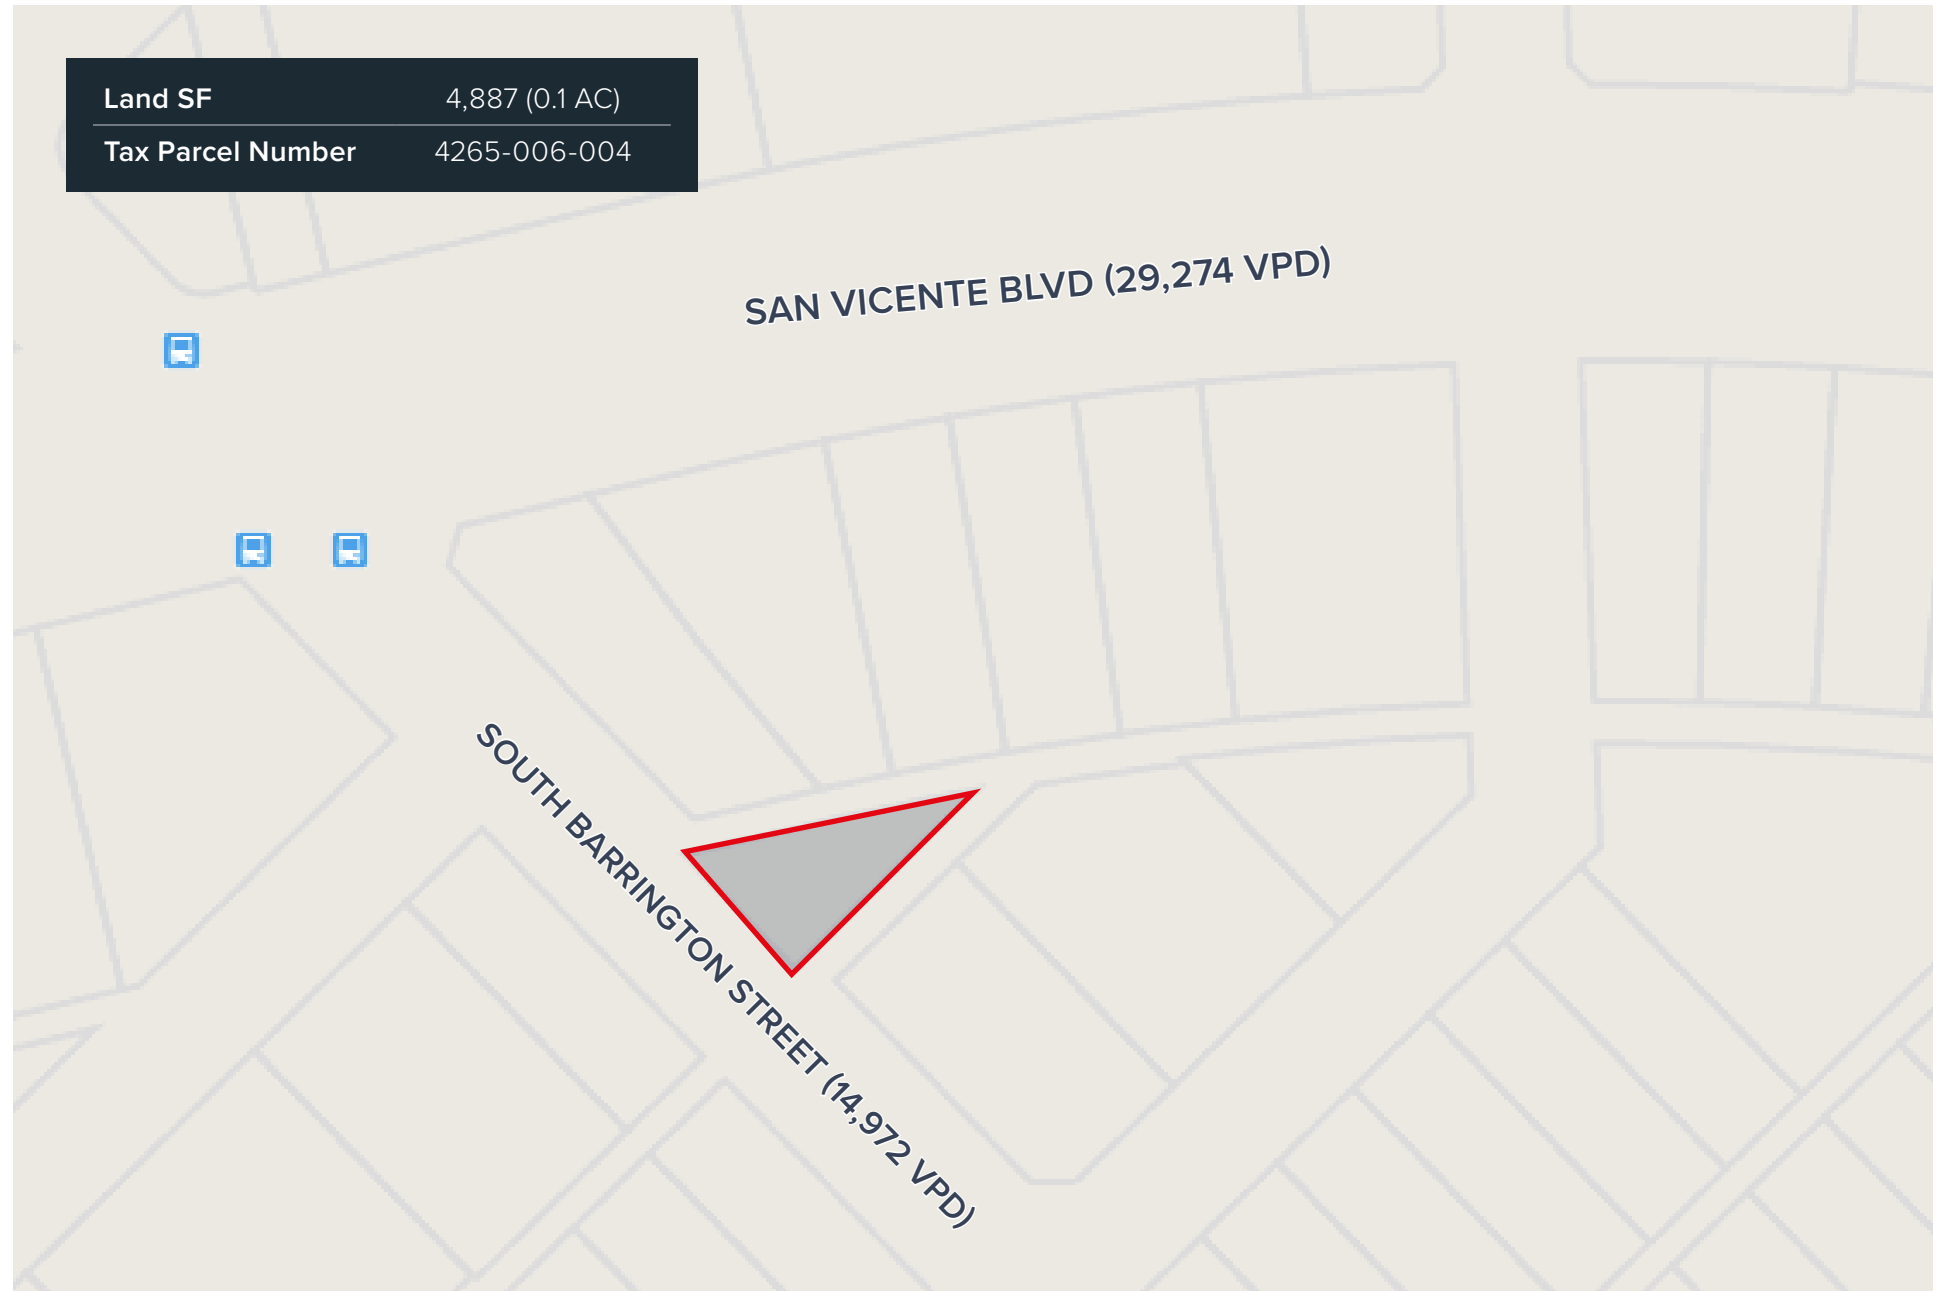 Land SF 4,887 (0.1 AC)
Tax Parcel Number 4265-006-004
SAN VICENTE BLVD (29,274 VPD)
SOUTH BARRINGTON STREET (14,972 VPD)